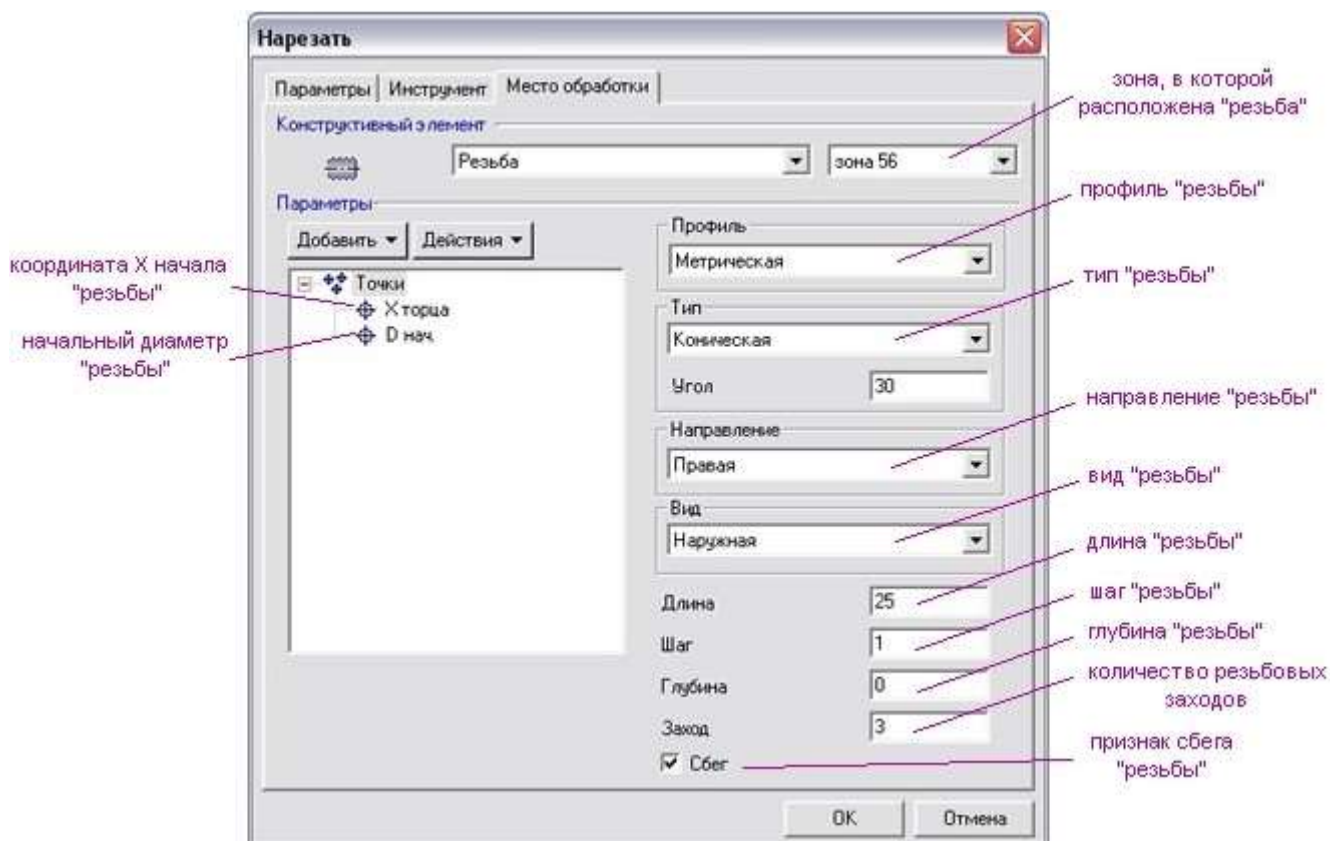 Нарезать
Параметры Инструмент Место обработки
Конструктивный элемент
Резьба зона 56
Параметры
Добавить Действия
Точки
X торца
D нач.
Профиль
Метрическая
Тип
Коническая
Угол 30
Направление
Правая
Вид
Наружная
Длина 25
Шаг 1
Глубина 0
Заход 3
Сбег
OK Отмена
координата X начала
"резьбы"
начальный диаметр
"резьбы"
зона, в которой
расположена "резьба"
профиль "резьбы"
тип "резьбы"
направление "резьбы"
вид "резьбы"
длина "резьбы"
шаг "резьбы"
глубина "резьбы"
количество резьбовых
заходов
признак сбега
"резьбы"